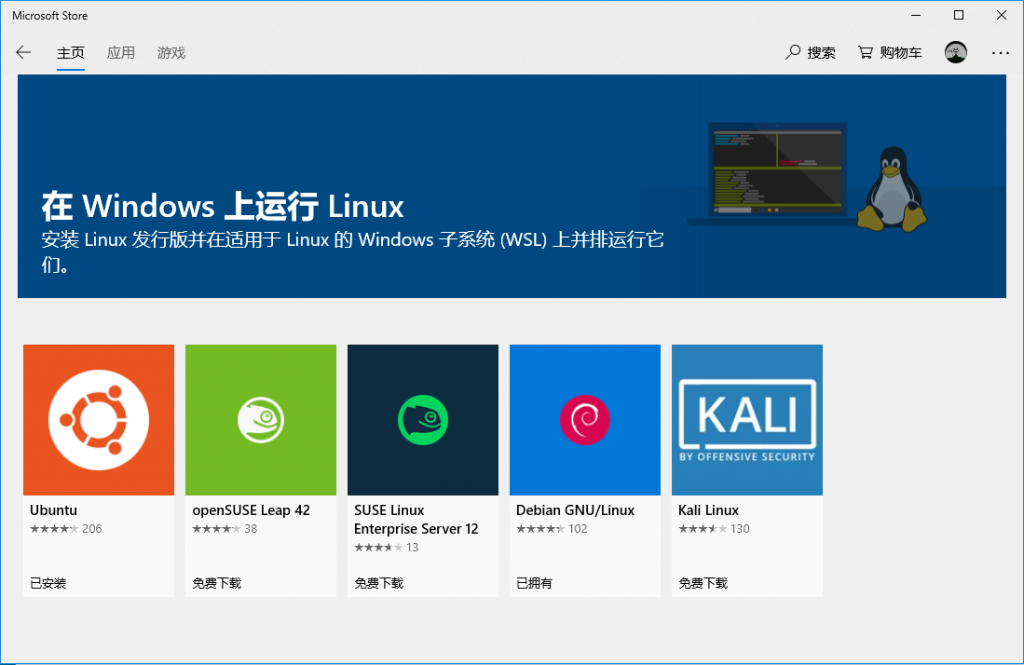 Microsoft Store
主页 应用 游戏 搜索 购物车
在 Windows 上运行 Linux
安装 Linux 发行版并在适用于 Linux 的 Windows 子系统 (WSL) 上并排运行它
们。
KALI
BY OFFENSIVE SECURITY
Ubuntu
206
已安装
openSUSE Leap 42
38
免费下载
SUSE Linux
Enterprise Server 12
13
免费下载
Debian GNU/Linux
102
已拥有
Kali Linux
130
免费下载